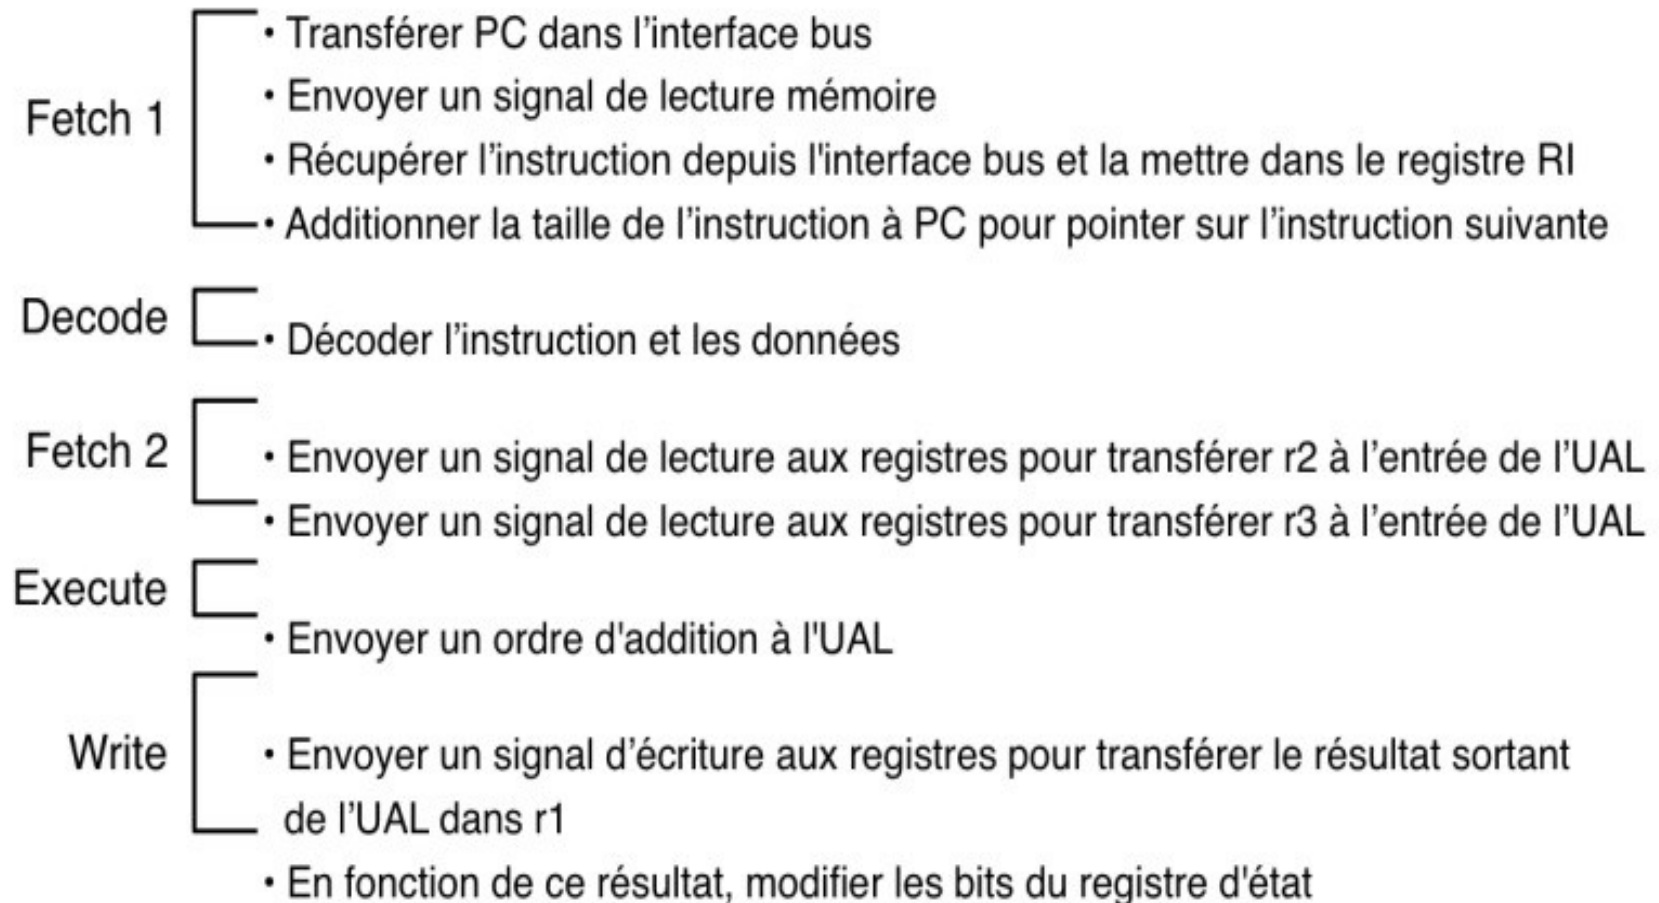 • Transférer PC dans l’interface bus
• Envoyer un signal de lecture mémoire
Fetch 1
• Récupérer l’instruction depuis l'interface bus et la mettre dans le registre RI
• Additionner la taille de l’instruction à PC pour pointer sur l’instruction suivante
Decode
• Décoder l’instruction et les données
Fetch 2
• Envoyer un signal de lecture aux registres pour transférer r2 à l’entrée de l’UAL
• Envoyer un signal de lecture aux registres pour transférer r3 à l’entrée de l’UAL
Execute
• Envoyer un ordre d'addition à l'UAL
Write
• Envoyer un signal d’écriture aux registres pour transférer le résultat sortant
de l’UAL dans r1
• En fonction de ce résultat, modifier les bits du registre d'état